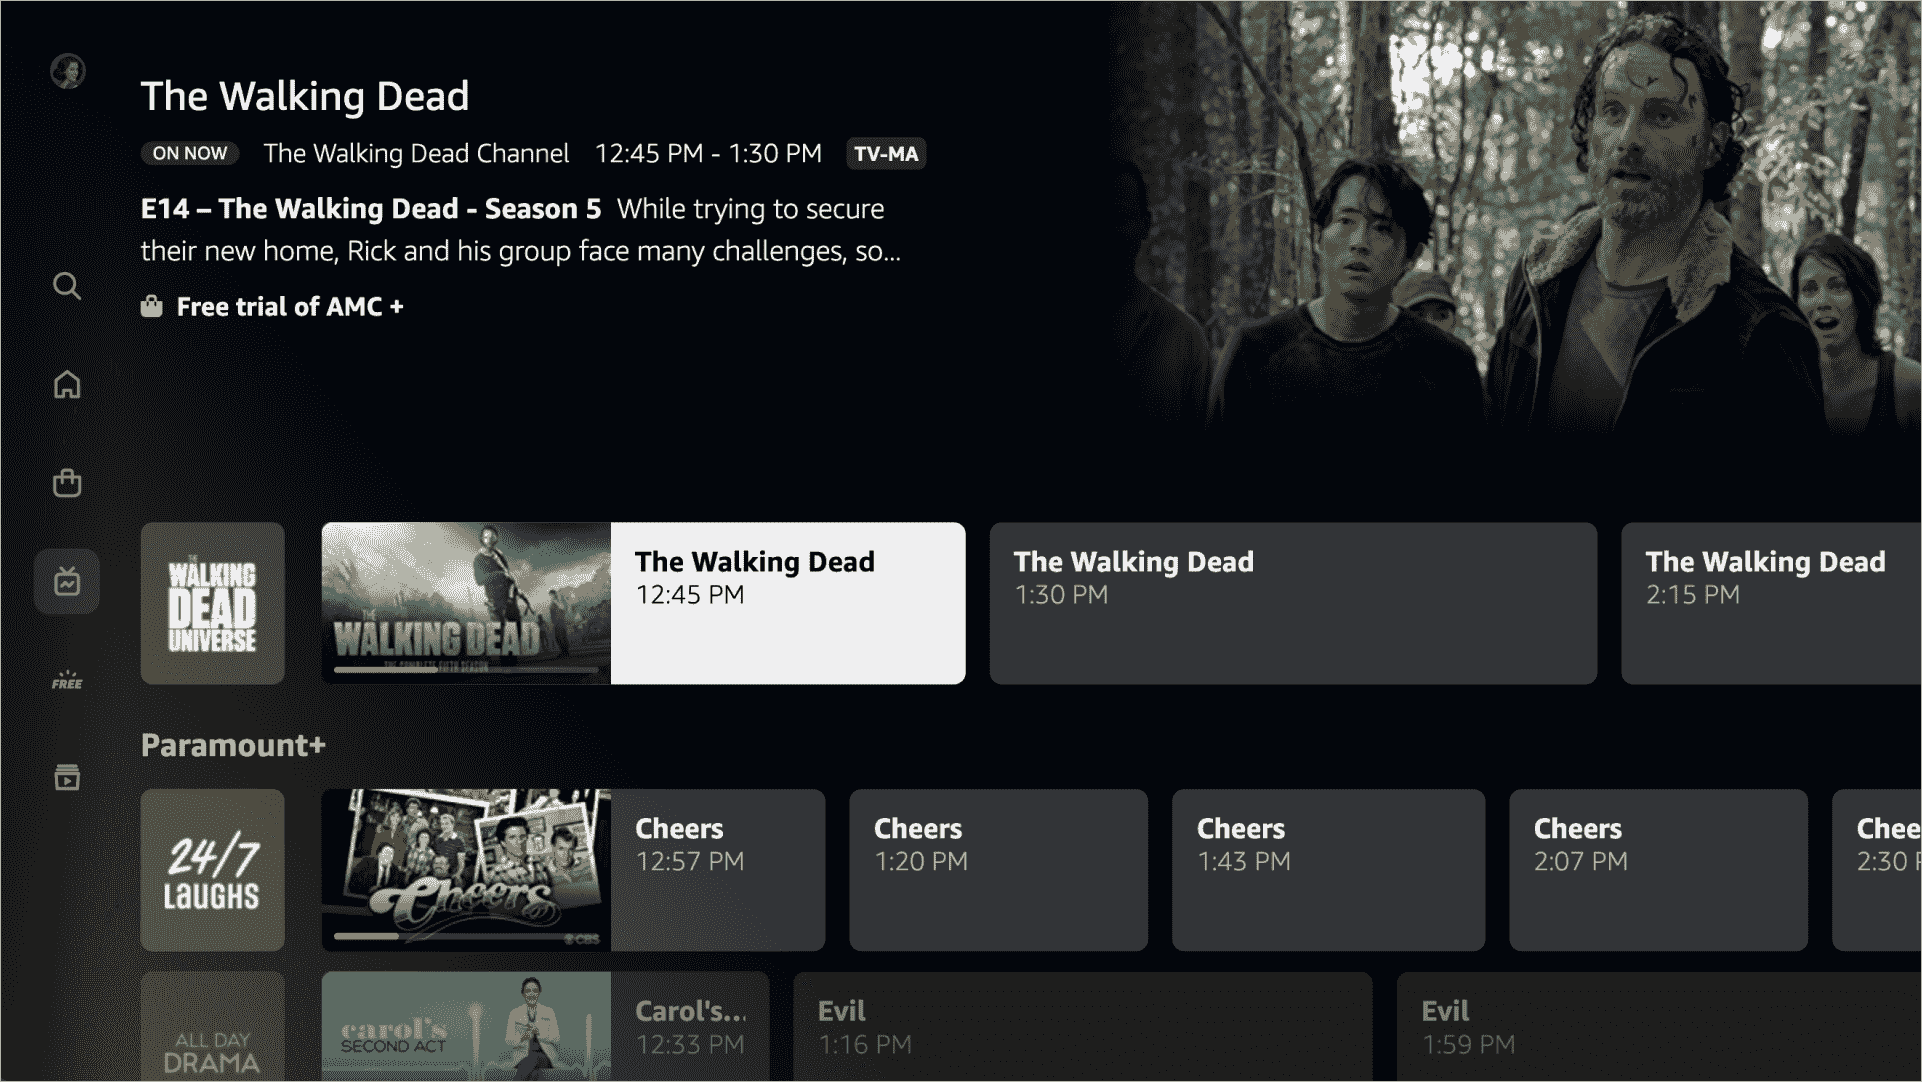 The Walking Dead
ON NOW The Walking Dead Channel 12:45 PM - 1:30 PM TV-MA
E14 – The Walking Dead - Season 5 While trying to secure
their new home, Rick and his group face many challenges, so...
Free trial of AMC +
FREE
THE
WALKING
DEAD
UNIVERSE
THE
WALKING DEAD
THE COMPLETE FIFTH SEASON
The Walking Dead
12:45 PM
The Walking Dead
1:30 PM
The Walking Dead
2:15 PM
Paramount+
24/7
LAUGHS
Cheers
CBS
Cheers
12:57 PM
Cheers
1:20 PM
Cheers
1:43 PM
Cheers
2:07 PM
Chee
2:30 P
ALL DAY
DRAMA
carol's
SECOND ACT
Carol's...
12:33 PM
Evil
1:16 PM
Evil
1:59 PM